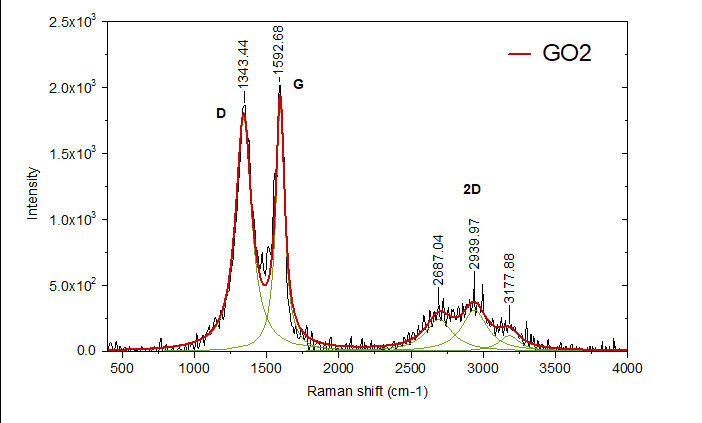 2.5x10³
2.0x10³
1.5x10³
1.0x10³
5.0x10²
0.0
Intensity
D
1343.44
1592.68
G
GO2
2D
2687.04
2939.97
3177.88
500
1000
1500
2000
2500
3000
3500
4000
Raman shift (cm-1)